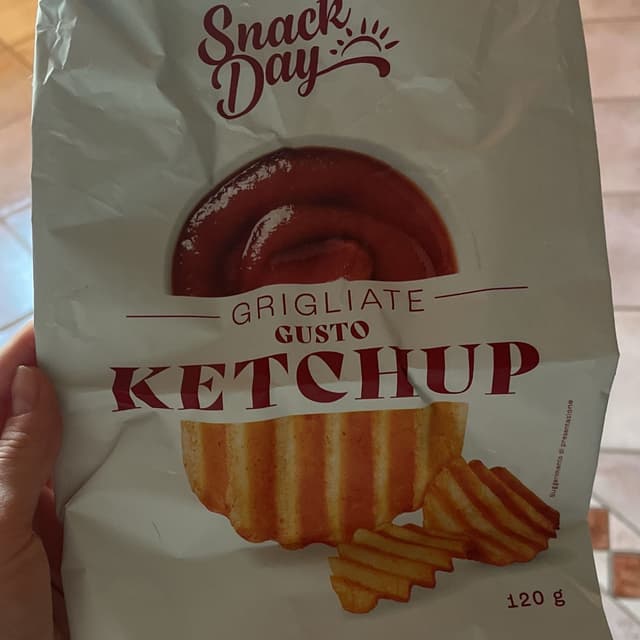 Snack
Day
GRIGLIATE
GUSTO
KETCHUP
Suggerimento di presentazione
120 g